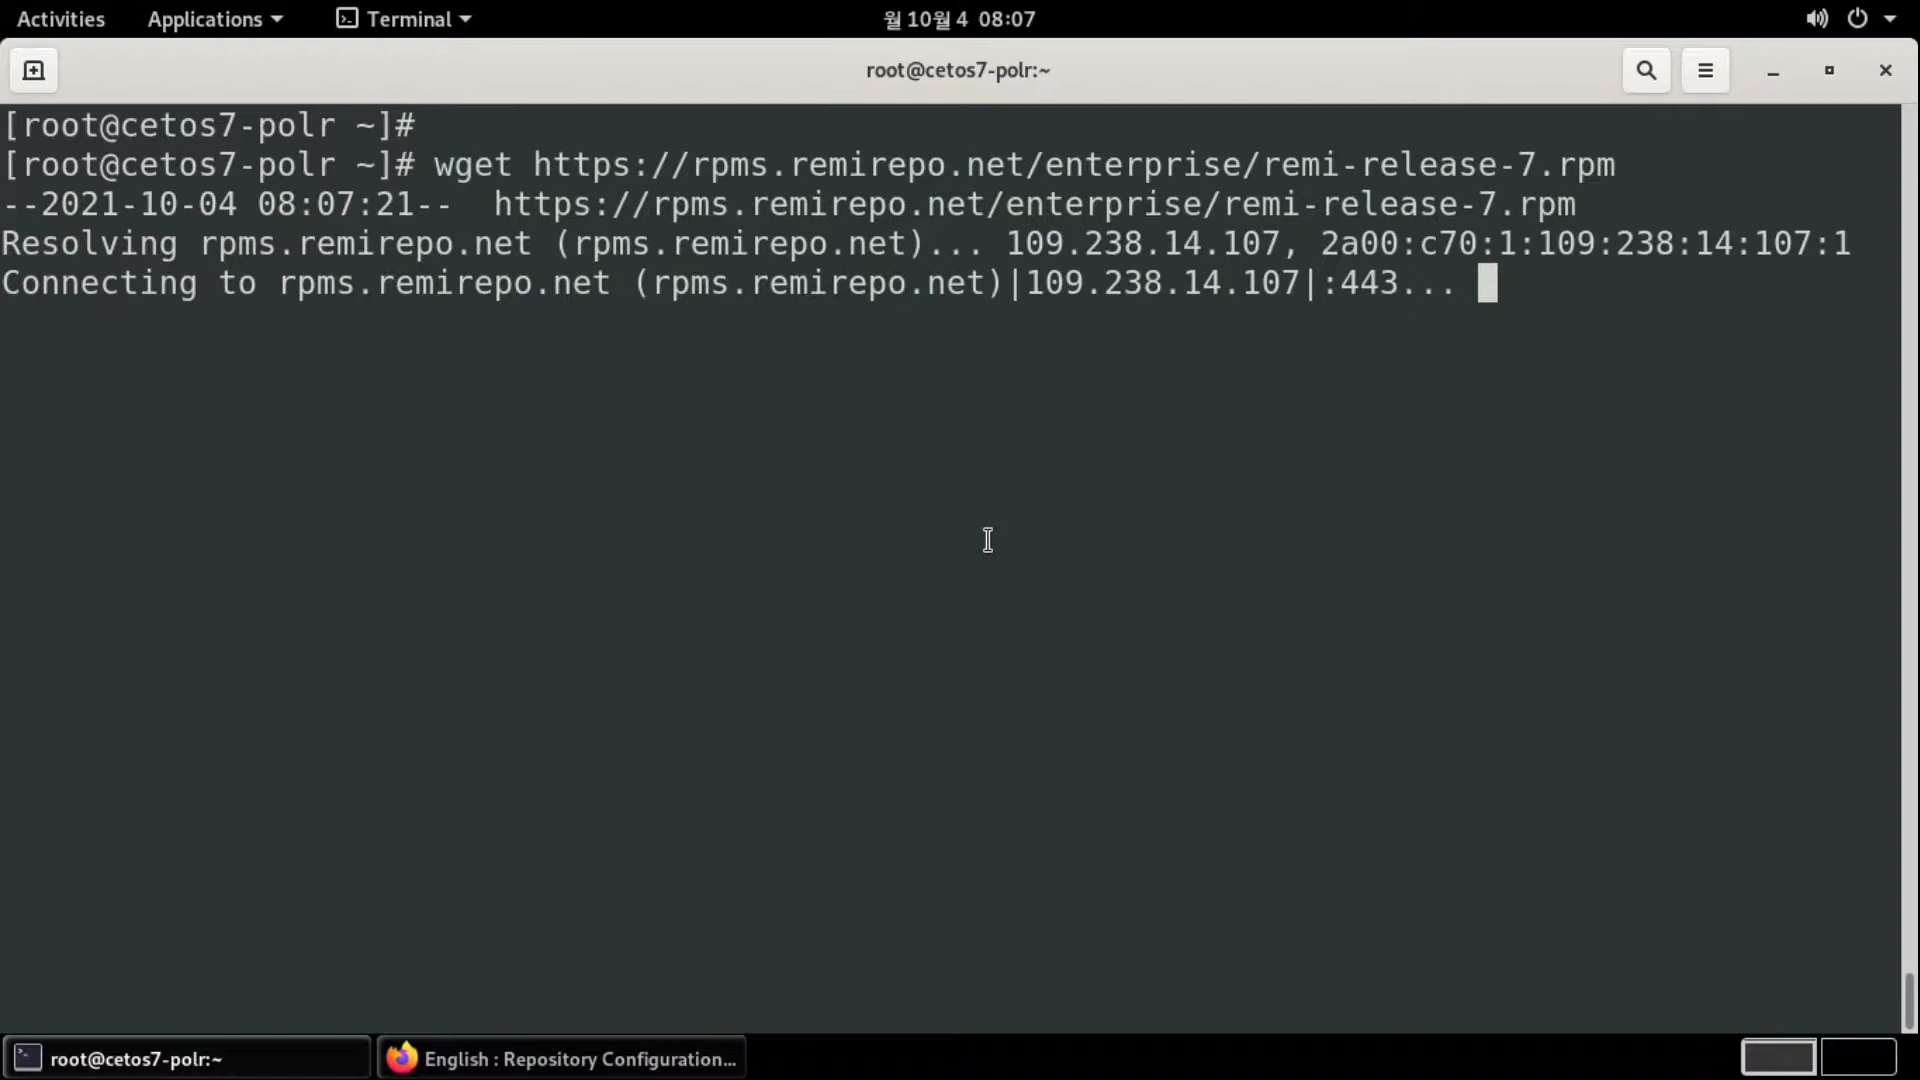 Activities Applications Terminal 월 10월 4 08:07
root@cetos7-polr:~
[root@cetos7-polr ~]#
[root@cetos7-polr ~]# wget https://rpms.remirepo.net/enterprise/remi-release-7.rpm
--2021-10-04 08:07:21--  https://rpms.remirepo.net/enterprise/remi-release-7.rpm
Resolving rpms.remirepo.net (rpms.remirepo.net)... 109.238.14.107, 2a00:c70:1:109:238:14:107:1
Connecting to rpms.remirepo.net (rpms.remirepo.net)|109.238.14.107|:443...
root@cetos7-polr:~ English : Repository Configuration...